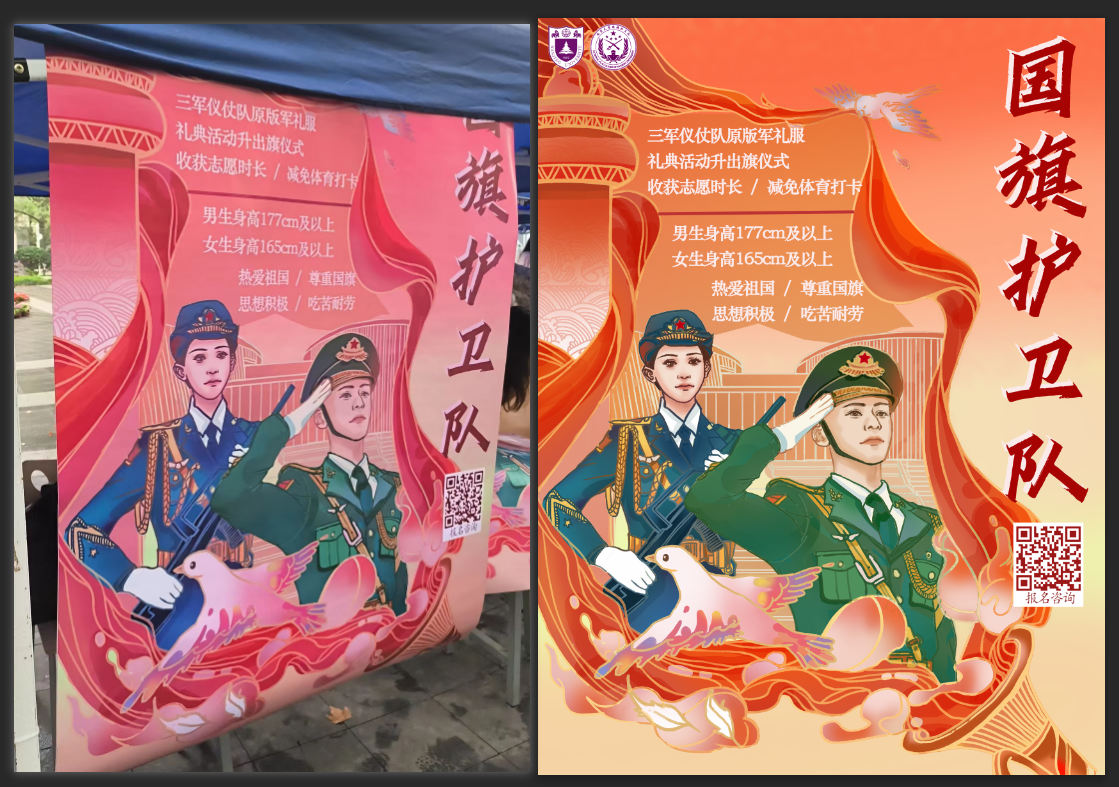 三军仪仗队原版军礼服
礼典活动升出旗仪式
收获志愿时长 / 减免体育打卡
男生身高177cm及以上
女生身高165cm及以上
热爱祖国 / 尊重国旗
思想积极 / 吃苦耐劳
旗
护
卫
队
报名咨询
国
旗
护
卫
队
三军仪仗队原版军礼服
礼典活动升出旗仪式
收获志愿时长 / 减免体育打卡
男生身高177cm及以上
女生身高165cm及以上
热爱祖国 / 尊重国旗
思想积极 / 吃苦耐劳
报名咨询